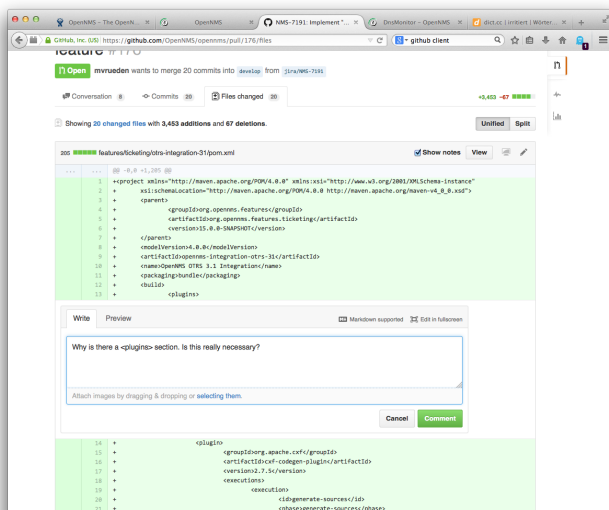 OpenNMS – The OpenN...
OpenNMS
NMS-7191: Implement "...
DnsMonitor – OpenNMS
dict.cc | irritiert | Wörter...
GitHub, Inc. (US) https://github.com/OpenNMS/opennms/pull/176/files
github client
feature #176
Open mvrueden wants to merge 20 commits into develop from jira/NMS-7191
Conversation 8 Commits 20 Files changed 20 +3,453 −67
Showing 20 changed files with 3,453 additions and 67 deletions. Unified Split
205 features/ticketing/otrs-integration-31/pom.xml Show notes View
... ... @@ -0,0 +1,205 @@
1 +<project xmlns="http://maven.apache.org/POM/4.0.0" xmlns:xsi="http://www.w3.org/2001/XMLSchema-instance"
2 + xsi:schemaLocation="http://maven.apache.org/POM/4.0.0 http://maven.apache.org/maven-v4_0_0.xsd">
3 + <parent>
4 + <groupId>org.opennms.features</groupId>
5 + <artifactId>org.opennms.features.ticketing</artifactId>
6 + <version>15.0.0-SNAPSHOT</version>
7 + </parent>
8 + <modelVersion>4.0.0</modelVersion>
9 + <artifactId>opennms-integration-otrs-31</artifactId>
10 + <name>OpenNMS OTRS 3.1 Integration</name>
11 + <packaging>bundle</packaging>
12 + <build>
13 + <plugins>
Write Preview Markdown supported Edit in fullscreen
Why is there a <plugins> section. Is this really necessary?
Attach images by dragging & dropping or selecting them.
Cancel Comment
14 + <plugin>
15 + <groupId>org.apache.cxf</groupId>
16 + <artifactId>cxf-codegen-plugin</artifactId>
17 + <version>2.7.5</version>
18 + <executions>
19 + <execution>
20 + <id>generate-sources</id>
21 + <phase>generate-sources</phase>